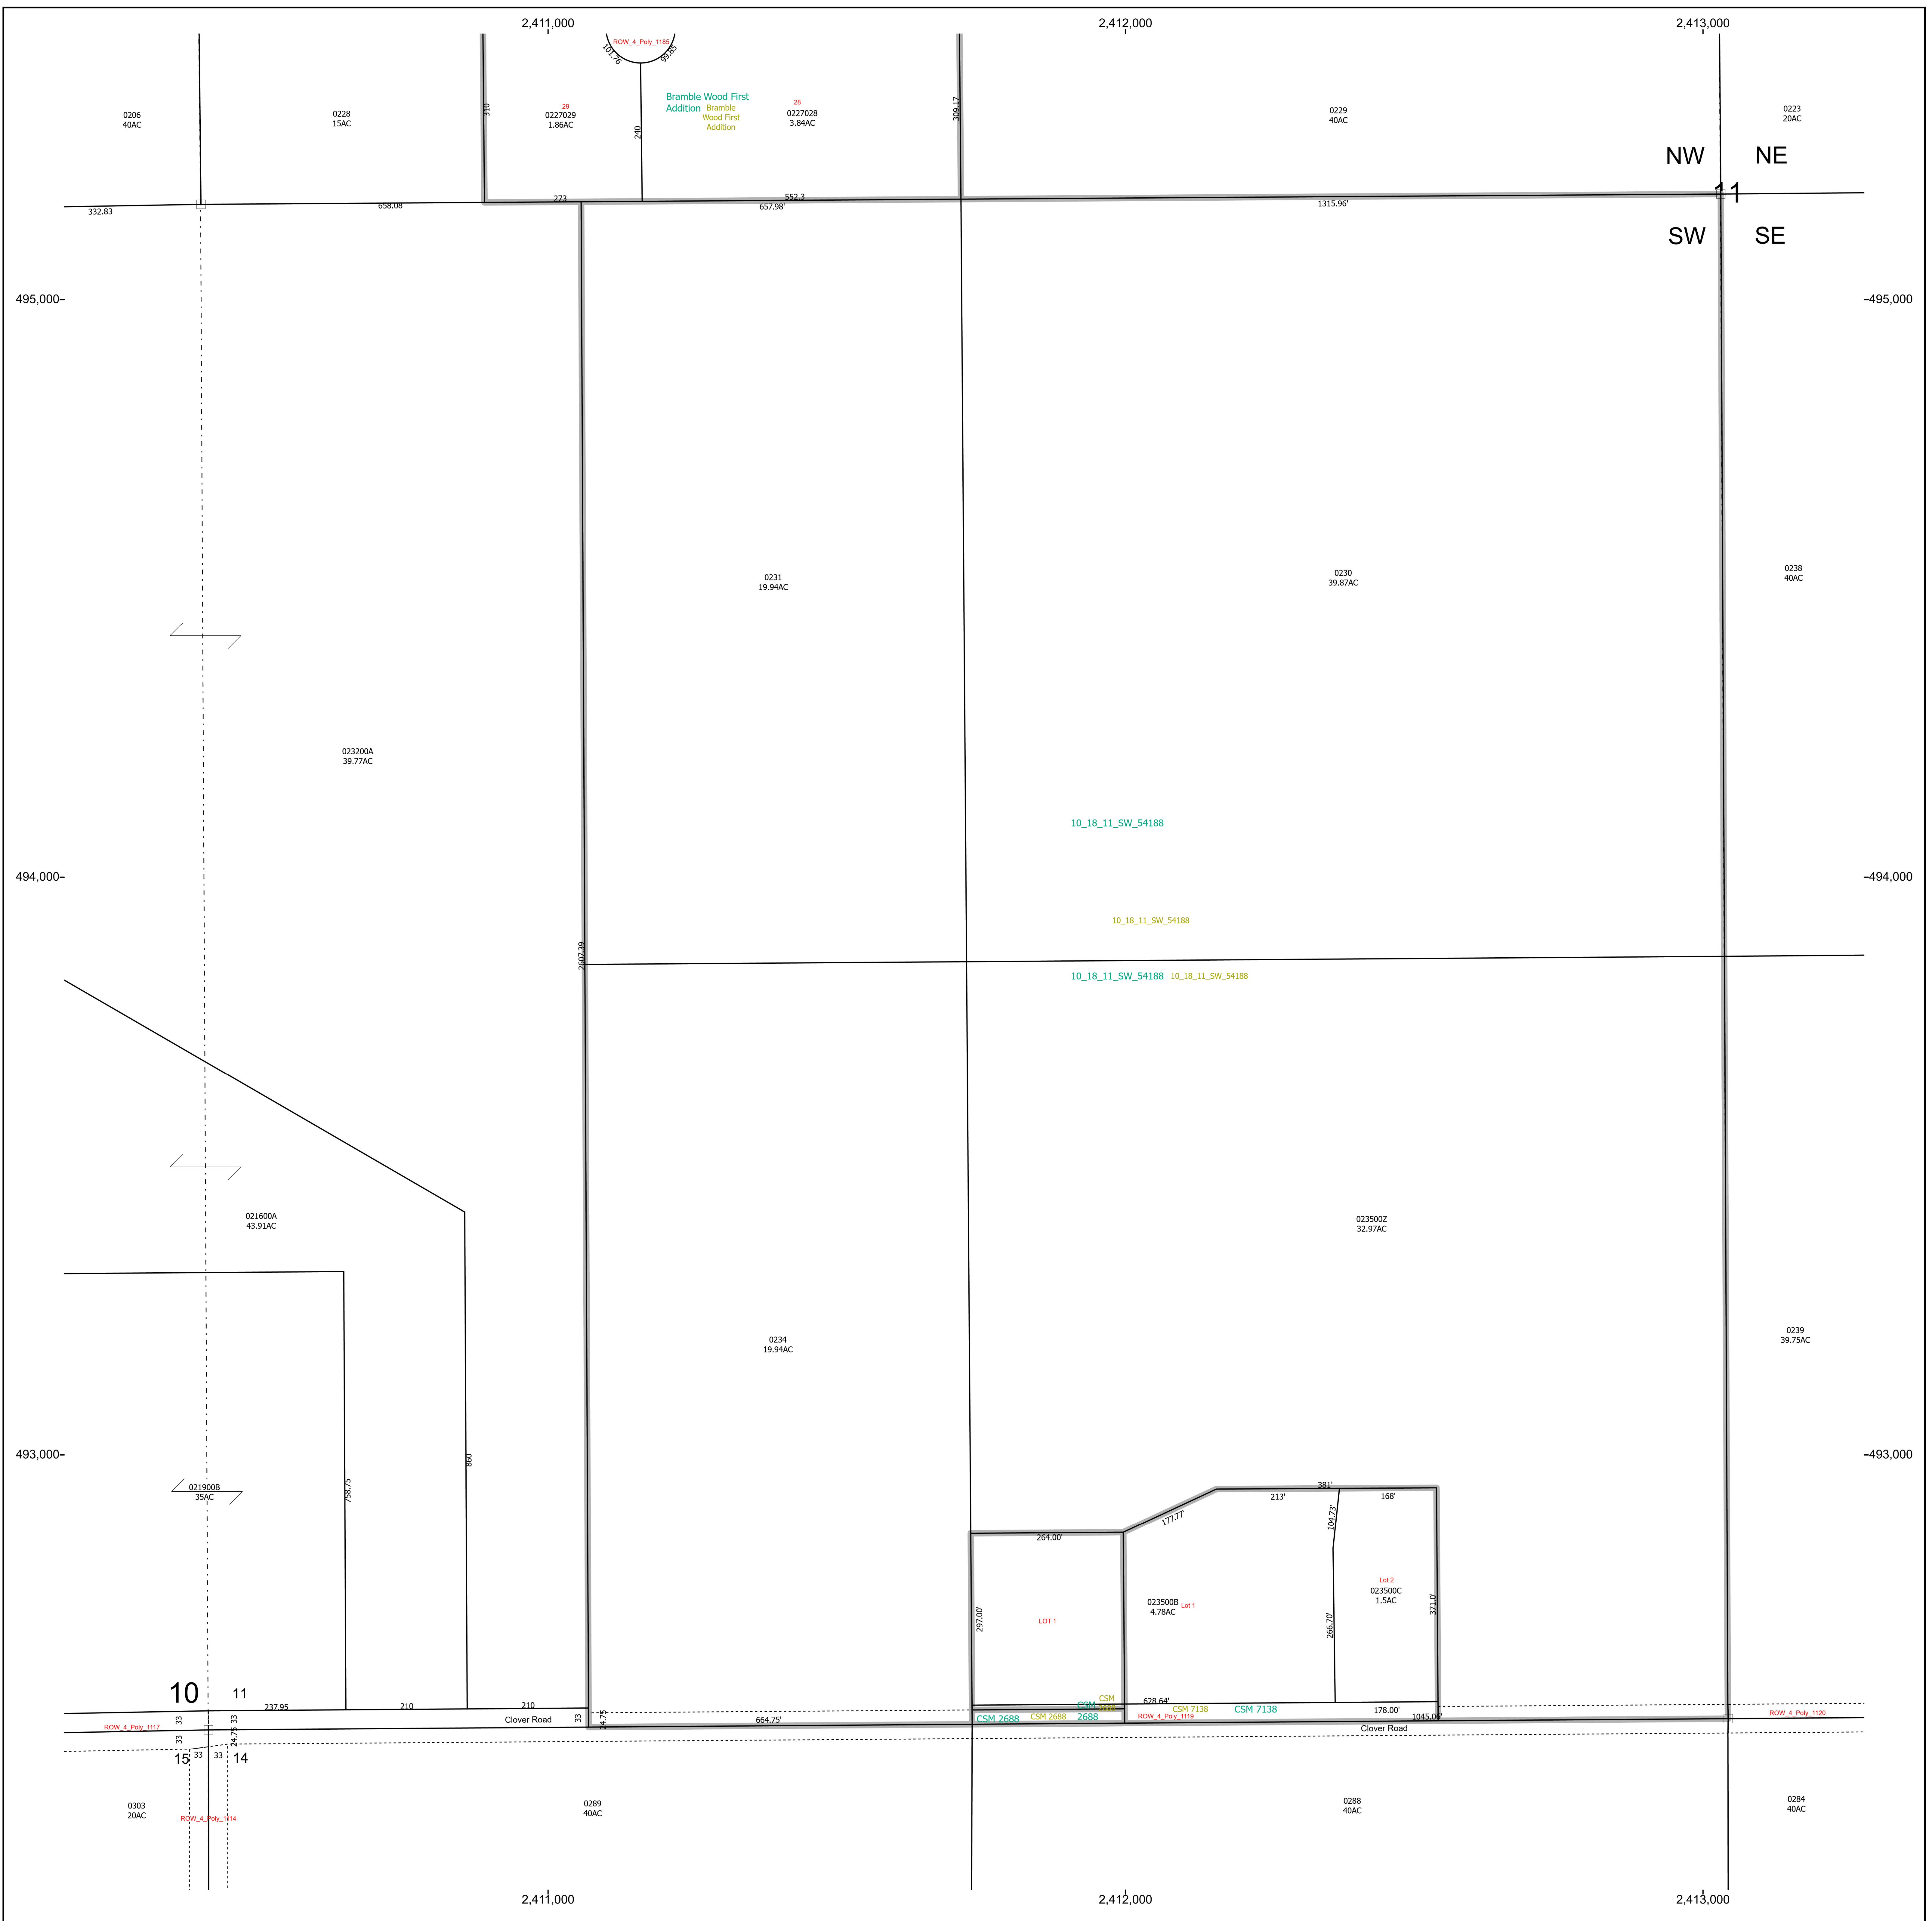 2,411,000
2,412,000
2,413,000
ROW_4_Poly_1185
101.76
99.85
Bramble Wood First
Addition
Bramble
Wood First
Addition
0206
40AC
0228
15AC
310
29
0227029
1.86AC
240
28
0227028
3.84AC
309.17
0229
40AC
0223
20AC
NW
NE
11
332.83
658.08
273
552.3
657.98'
1315.96'
SW
SE
495,000
495,000
0231
19.94AC
0230
39.87AC
0238
40AC
023200A
39.77AC
10_18_11_SW_54188
494,000
494,000
10_18_11_SW_54188
2607.39
10_18_11_SW_54188
10_18_11_SW_54188
021600A
43.91AC
023500Z
32.97AC
0234
19.94AC
0239
39.75AC
493,000
493,000
860
758.75
021900B
35AC
381'
213'
168'
177.77'
104.73'
264.00'
Lot 2
023500C
1.5AC
023500B
4.78AC
Lot 1
297.00'
LOT 1
266.70'
371.0'
10
11
237.95
210
210
628.64'
CSM
CSM
2688
CSM 2688
CSM 2688
CSM 7138
CSM 7138
178.00'
1045.06'
33
33
33
24.75
33
33
24.75
33
Clover Road
664.75'
ROW_4_Poly_1117
ROW_4_Poly_1119
ROW_4_Poly_1120
Clover Road
15
14
0303
20AC
ROW_4_Poly_1114
0289
40AC
0288
40AC
0284
40AC
2,411,000
2,412,000
2,413,000